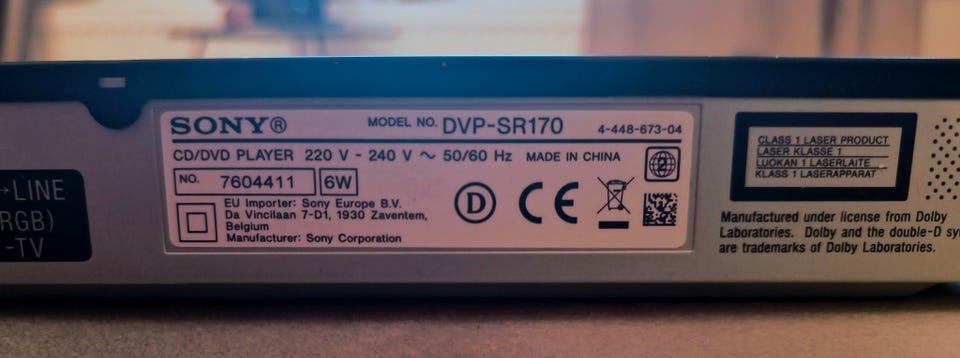 →LINE
(RGB)
-TV
SONY®
MODEL NO. DVP-SR170
4-448-673-04
CD/DVD PLAYER 220 V - 240 V ~ 50/60 Hz MADE IN CHINA
NO. 7604411 6W
EU Importer: Sony Europe B.V.
Da Vincilaan 7-D1, 1930 Zaventem,
Belgium
Manufacturer: Sony Corporation
D
CE
2
CLASS 1 LASER PRODUCT
LASER KLASSE 1
LUOKAN 1 LASERLAITE
KLASS 1 LASERAPPARAT
Manufactured under license from Dolby
Laboratories. Dolby and the double-D sy
are trademarks of Dolby Laboratories.